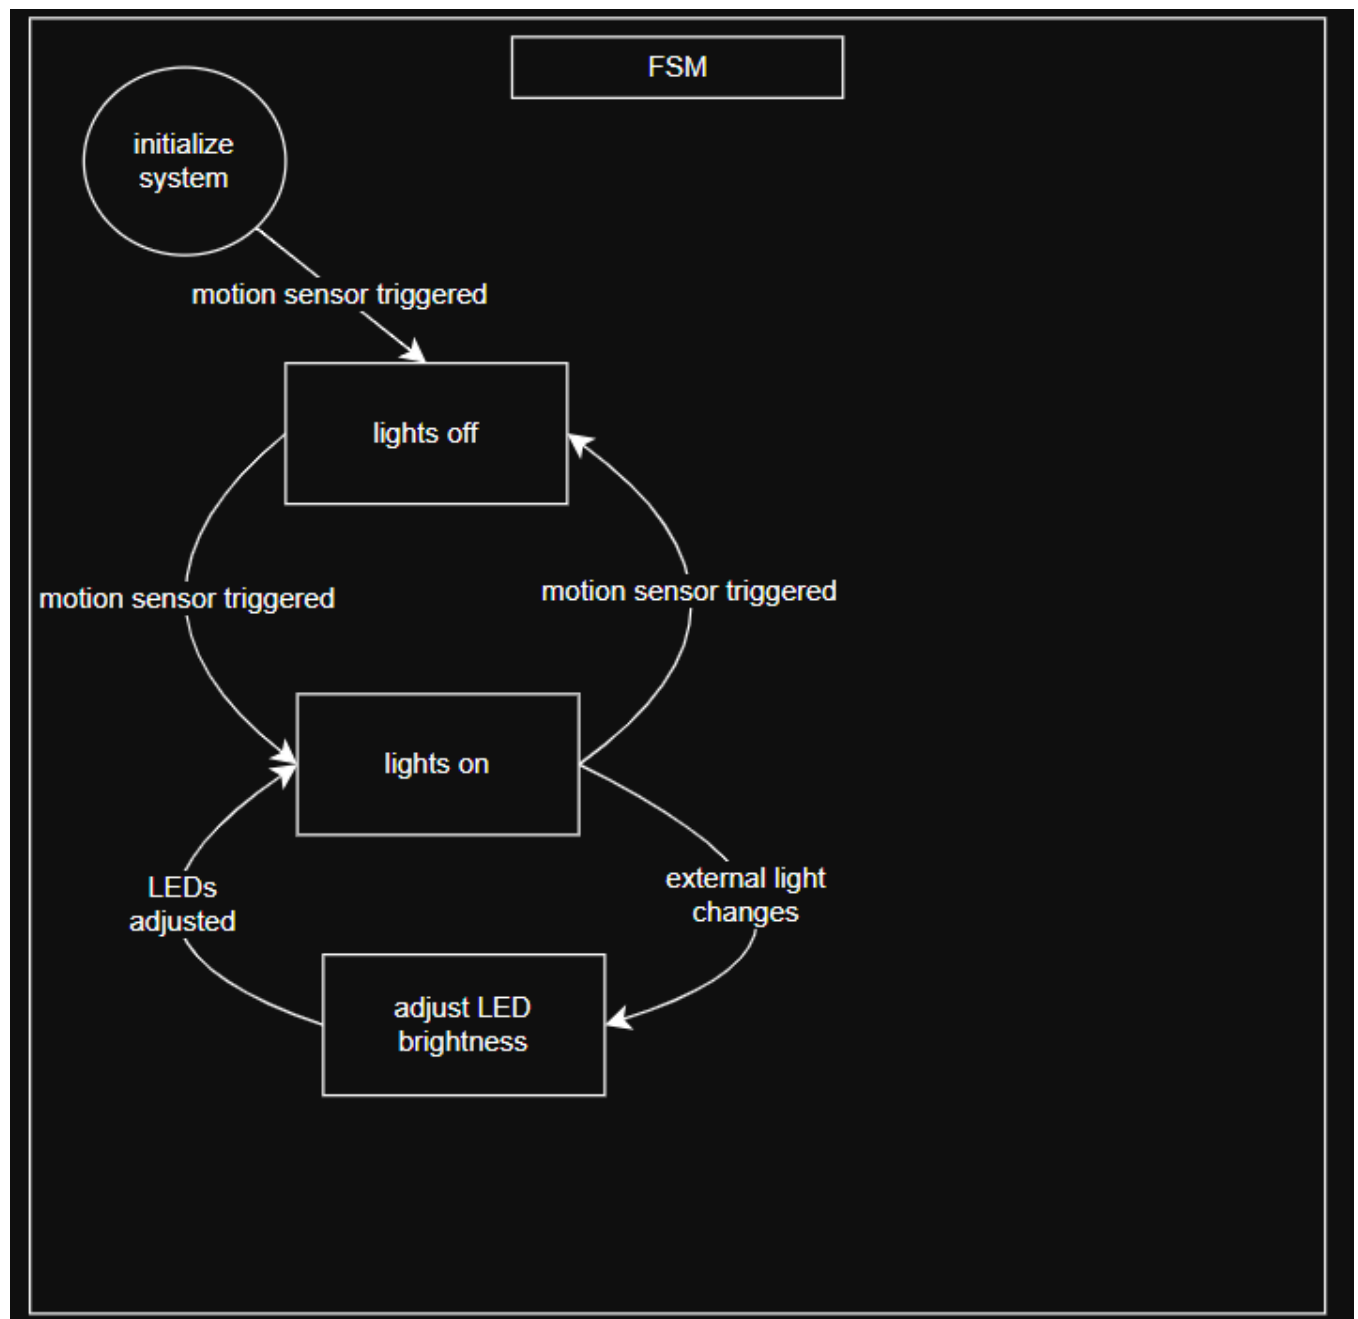 FSM
initialize
system
motion sensor triggered
lights off
motion sensor triggered
motion sensor triggered
lights on
LEDs
adjusted
external light
changes
adjust LED
brightness